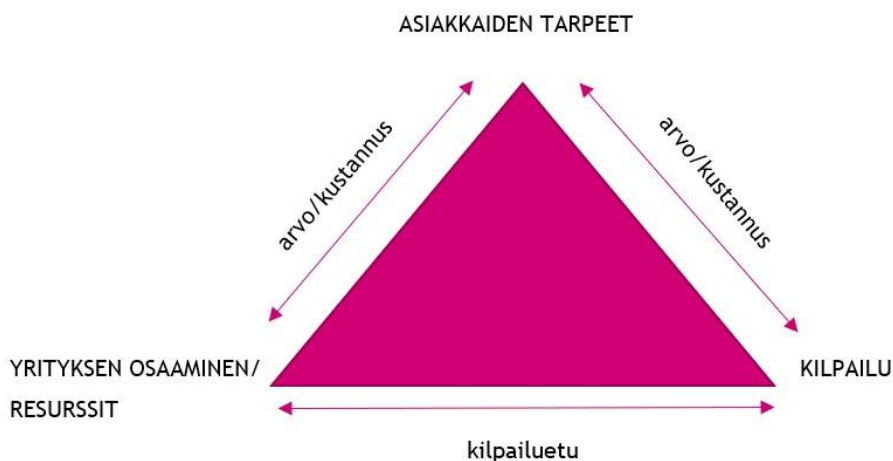 ASIAKKAIDEN TARPEET
arvo/kustannus
arvo/kustannus
YRITYKSEN OSAAMINEN/
RESURSSIT
KILPAILU
kilpailuetu